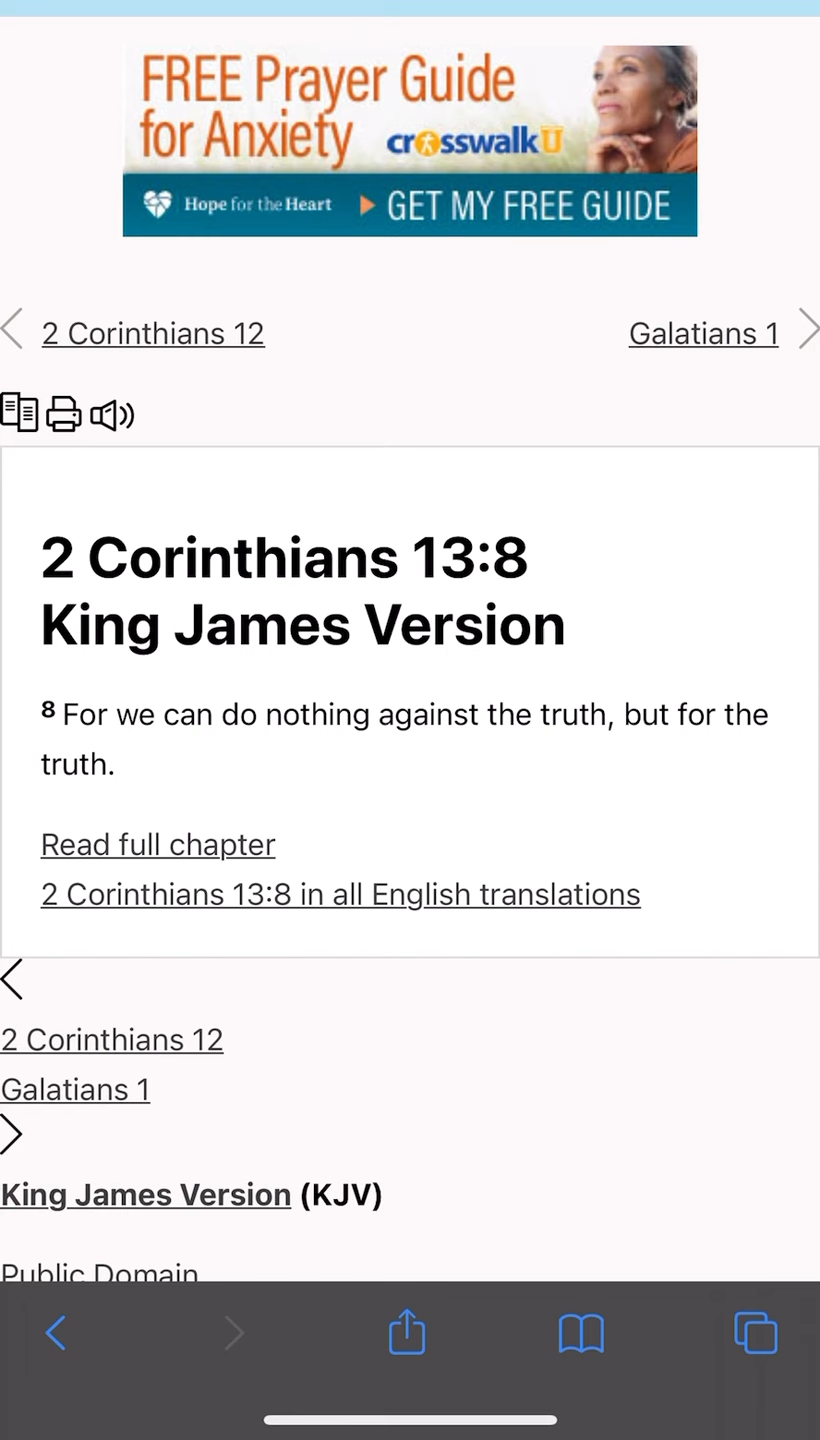 FREE Prayer Guide
for Anxiety crosswalkU
Hope for the Heart GET MY FREE GUIDE
2 Corinthians 12 Galatians 1
2 Corinthians 13:8
King James Version
8 For we can do nothing against the truth, but for the
truth.
Read full chapter
2 Corinthians 13:8 in all English translations
2 Corinthians 12
Galatians 1
King James Version (KJV)
Public Domain